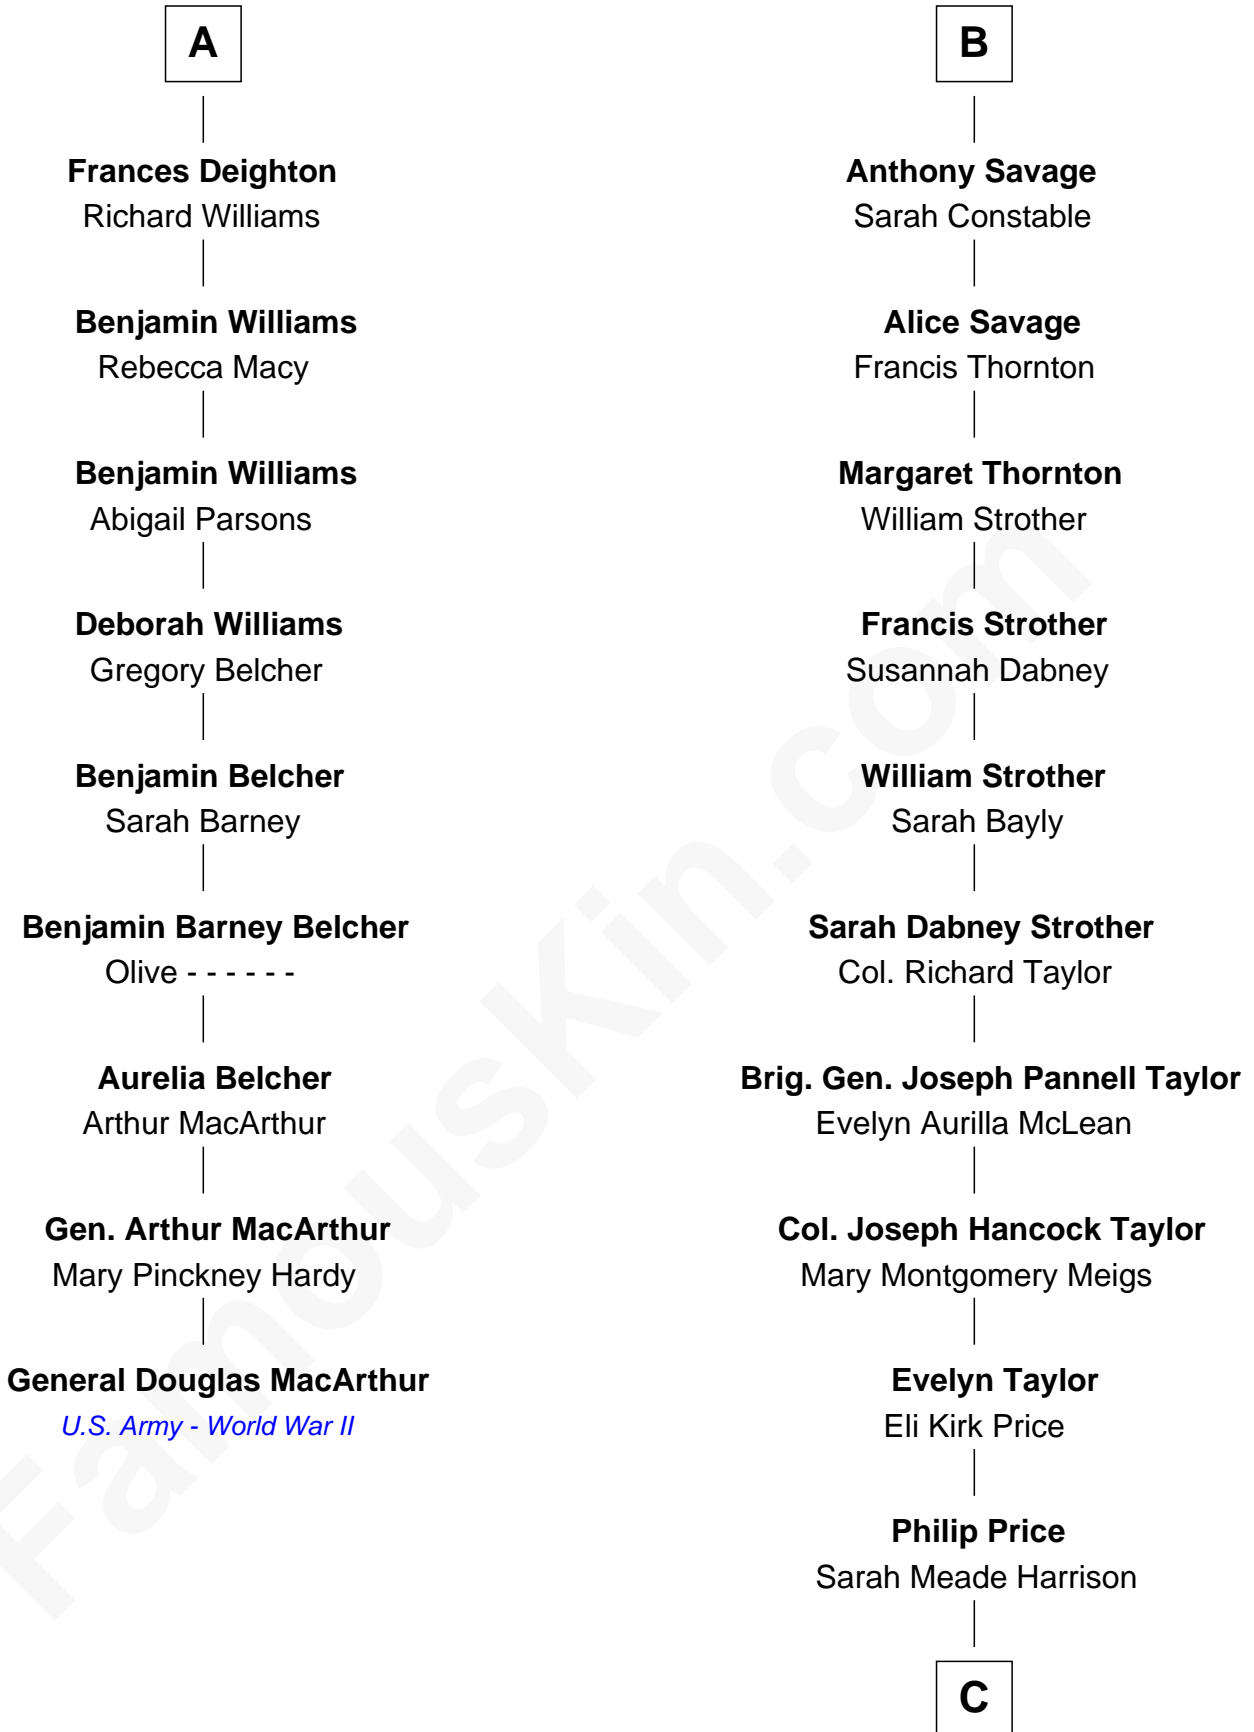 A
Frances Deighton
Richard Williams
Benjamin Williams
Rebecca Macy
Benjamin Williams
Abigail Parsons
Deborah Williams
Gregory Belcher
Benjamin Belcher
Sarah Barney
Benjamin Barney Belcher
Olive - - - - - -
Aurelia Belcher
Arthur MacArthur
Gen. Arthur MacArthur
Mary Pinckney Hardy
General Douglas MacArthur
U.S. Army - World War II
B
Anthony Savage
Sarah Constable
Alice Savage
Francis Thornton
Margaret Thornton
William Strother
Francis Strother
Susannah Dabney
William Strother
Sarah Bayly
Sarah Dabney Strother
Col. Richard Taylor
Brig. Gen. Joseph Pannell Taylor
Evelyn Aurilla McLean
Col. Joseph Hancock Taylor
Mary Montgomery Meigs
Evelyn Taylor
Eli Kirk Price
Philip Price
Sarah Meade Harrison
C
FamousKin.com